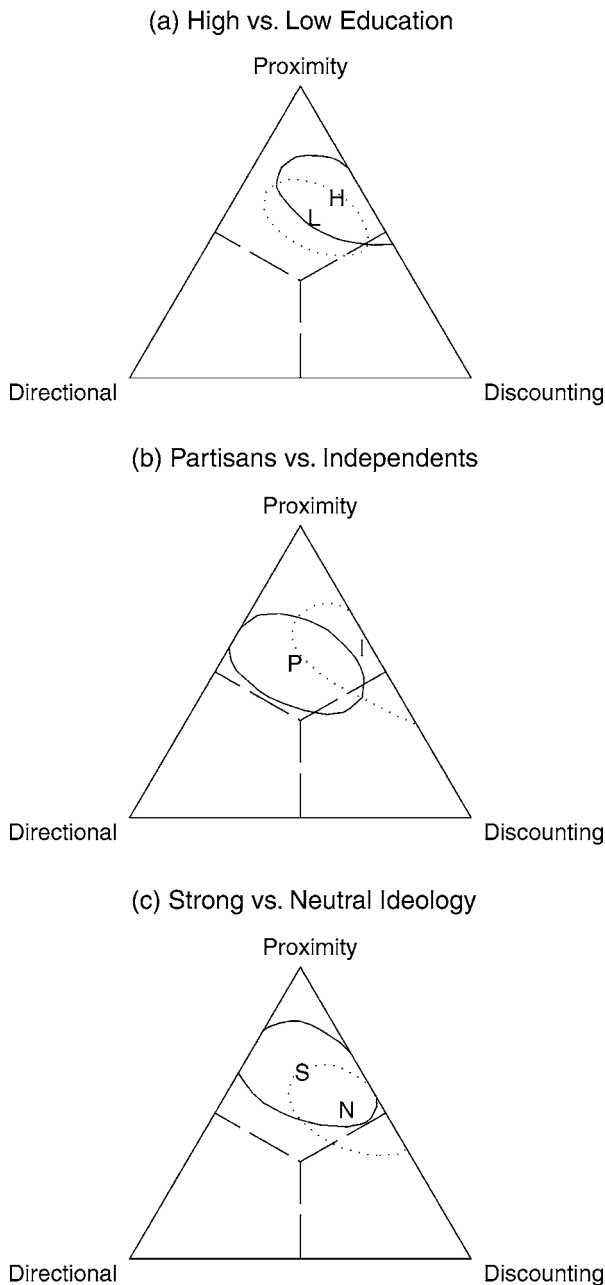 (a) High vs. Low Education
Proximity
H
L
Directional Discounting
(b) Partisans vs. Independents
Proximity
I
P
Directional Discounting
(c) Strong vs. Neutral Ideology
Proximity
S
N
Directional Discounting